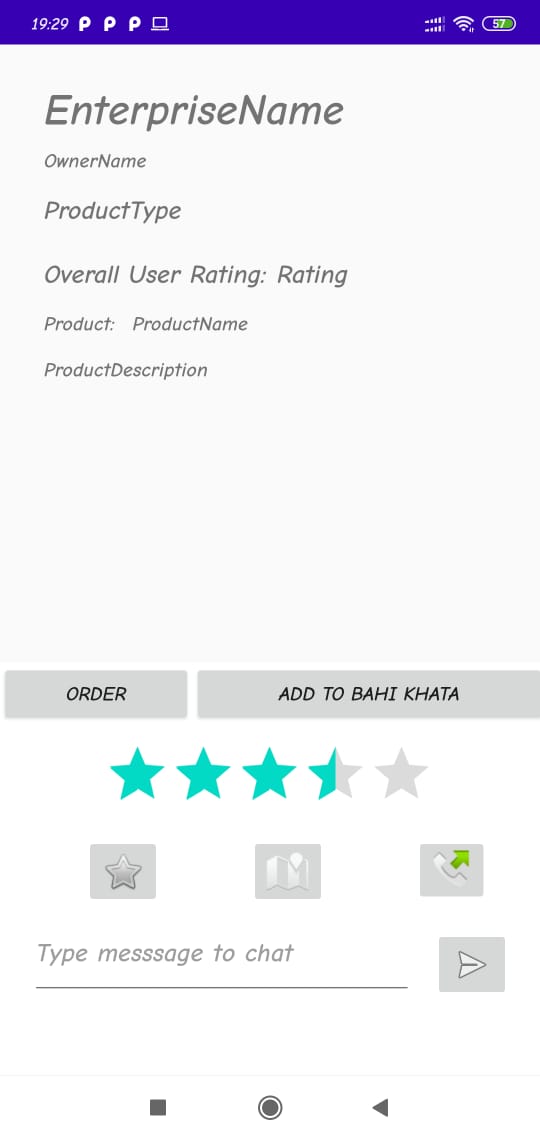 19:29 57
EnterpriseName
OwnerName
ProductType
Overall User Rating: Rating
Product: ProductName
ProductDescription
ORDER ADD TO BAHI KHATA
Type messsage to chat